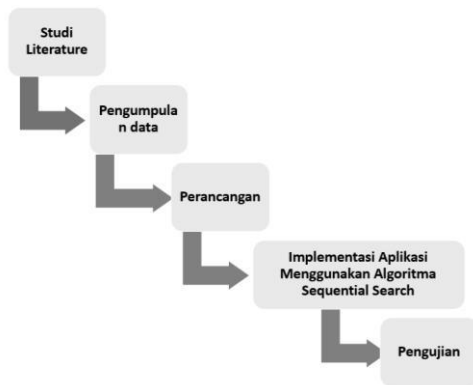 Studi
Literature
Pengumpula
n data
Perancangan
Implementasi Aplikasi
Menggunakan Algoritma
Sequential Search
Pengujian